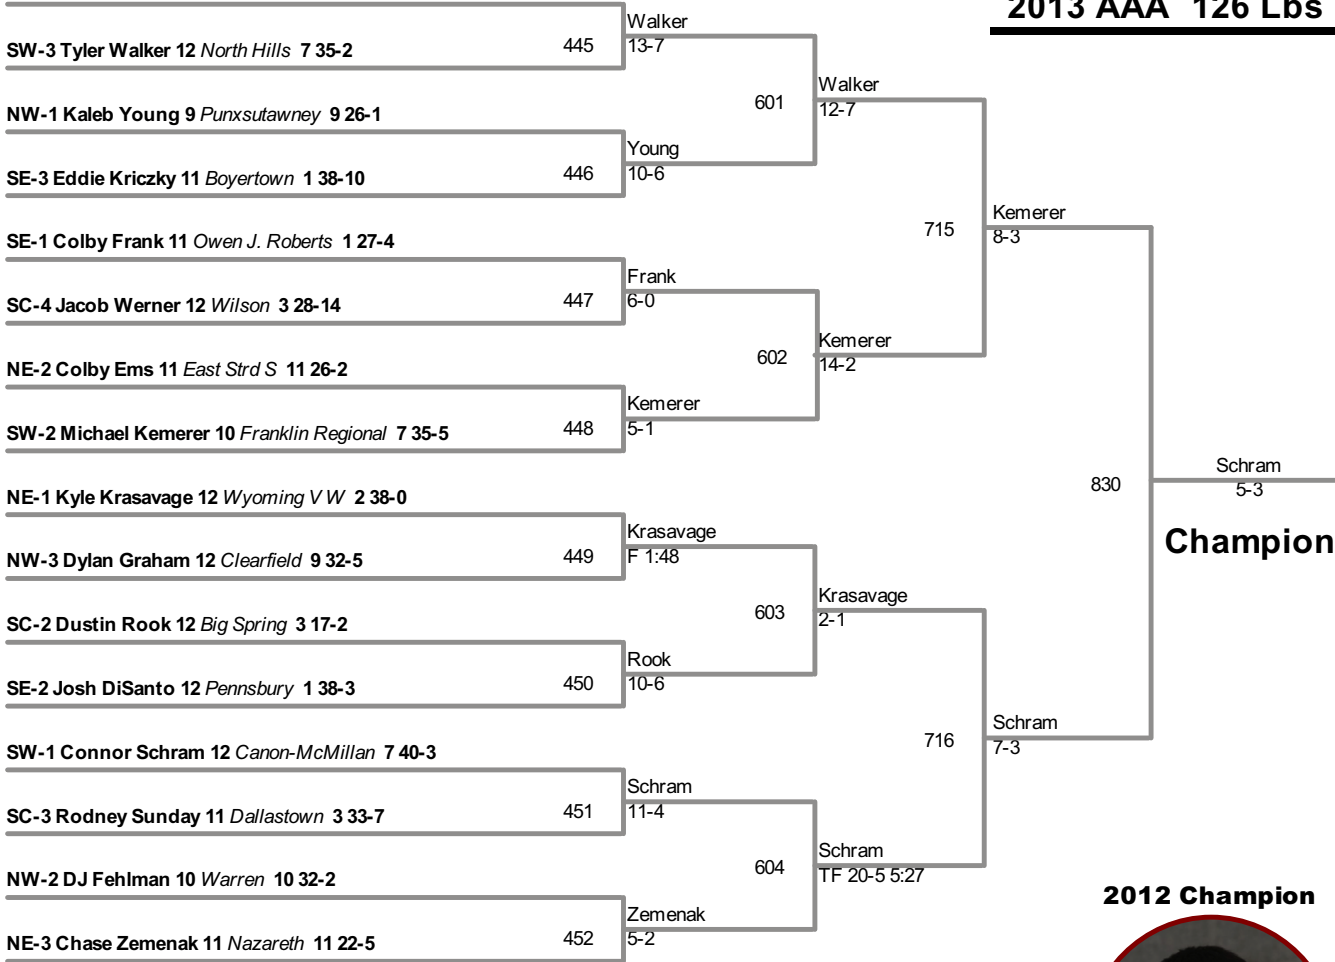 2013 AAA 126 Lbs
Walker
SW-3 Tyler Walker 12 North Hills 7 35-2
445
13-7
Walker
601
12-7
NW-1 Kaleb Young 9 Punxsutawney 9 26-1
Young
SE-3 Eddie Kriczky 11 Boyertown 1 38-10
446
10-6
Kemerer
715
8-3
SE-1 Colby Frank 11 Owen J. Roberts 1 27-4
Frank
SC-4 Jacob Werner 12 Wilson 3 28-14
447
6-0
Kemerer
602
14-2
NE-2 Colby Ems 11 East Strd S 11 26-2
Kemerer
SW-2 Michael Kemerer 10 Franklin Regional 7 35-5
448
5-1
Schram
830
5-3
Champion
NE-1 Kyle Krasavage 12 Wyoming V W 2 38-0
Krasavage
NW-3 Dylan Graham 12 Clearfield 9 32-5
449
F 1:48
Krasavage
603
2-1
SC-2 Dustin Rook 12 Big Spring 3 17-2
Rook
SE-2 Josh DiSanto 12 Pennsbury 1 38-3
450
10-6
Schram
716
7-3
SW-1 Connor Schram 12 Canon-McMillan 7 40-3
Schram
SC-3 Rodney Sunday 11 Dallastown 3 33-7
451
11-4
Schram
604
TF 20-5 5:27
NW-2 DJ Fehlman 10 Warren 10 32-2
Zemenak
NE-3 Chase Zemenak 11 Nazareth 11 22-5
452
5-2
2012 Champion